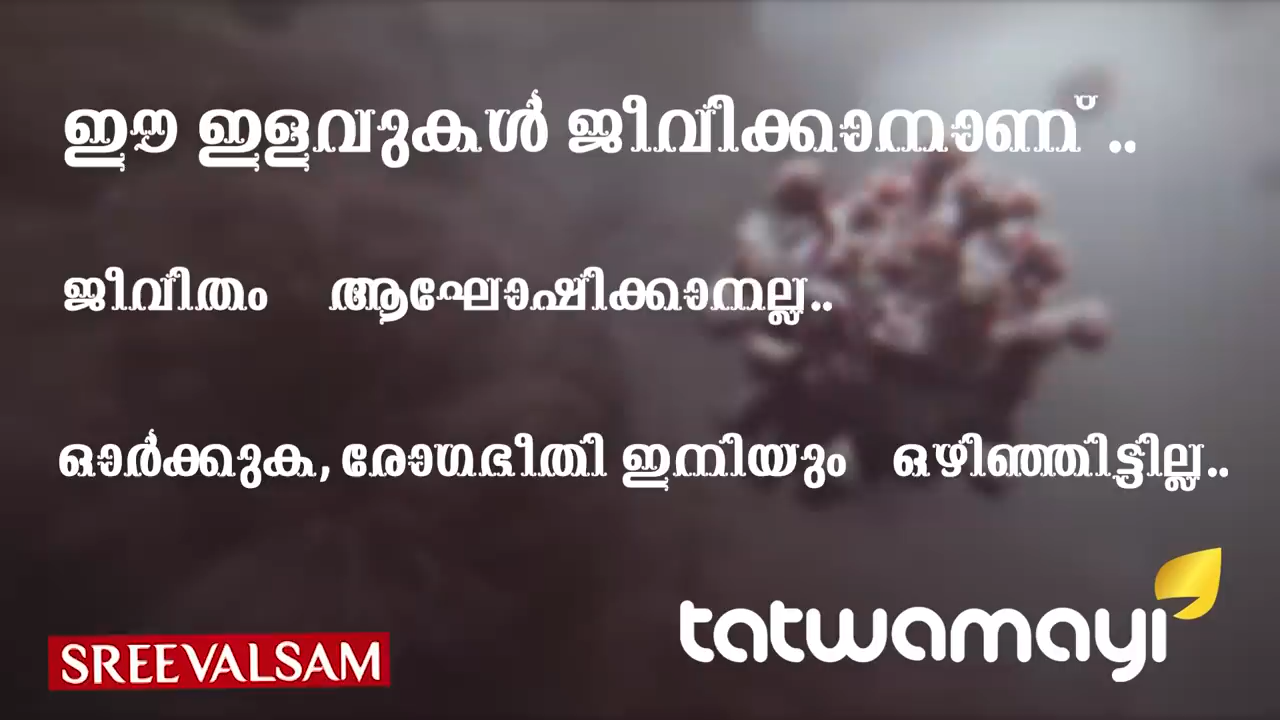 ഈ ഇളവുകൾ ജീവിക്കാനാണ് ..
ജീവിതം ആഘോഷിക്കാനല്ല..
ഓർക്കുക, രോഗഭീതി ഇനിയും ഒഴിഞ്ഞിട്ടില്ല..
tatwamayi
SREEVALSAM